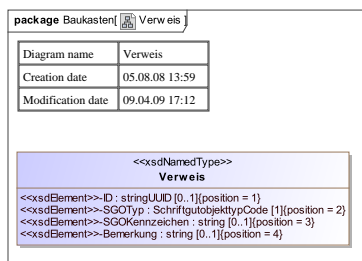 package Baukasten[ Verweis ]
Diagram name Verweis
Creation date 05.08.08 13:59
Modification date 09.04.09 17:12
<<xsdNamedType>>
Verweis
<<xsdElement>>-ID : stringUUID [0..1]{position = 1}
<<xsdElement>>-SGOTyp : SchriftgutobjekttypCode [1]{position = 2}
<<xsdElement>>-SGOKennzeichen : string [0..1]{position = 3}
<<xsdElement>>-Bemerkung : string [0..1]{position = 4}